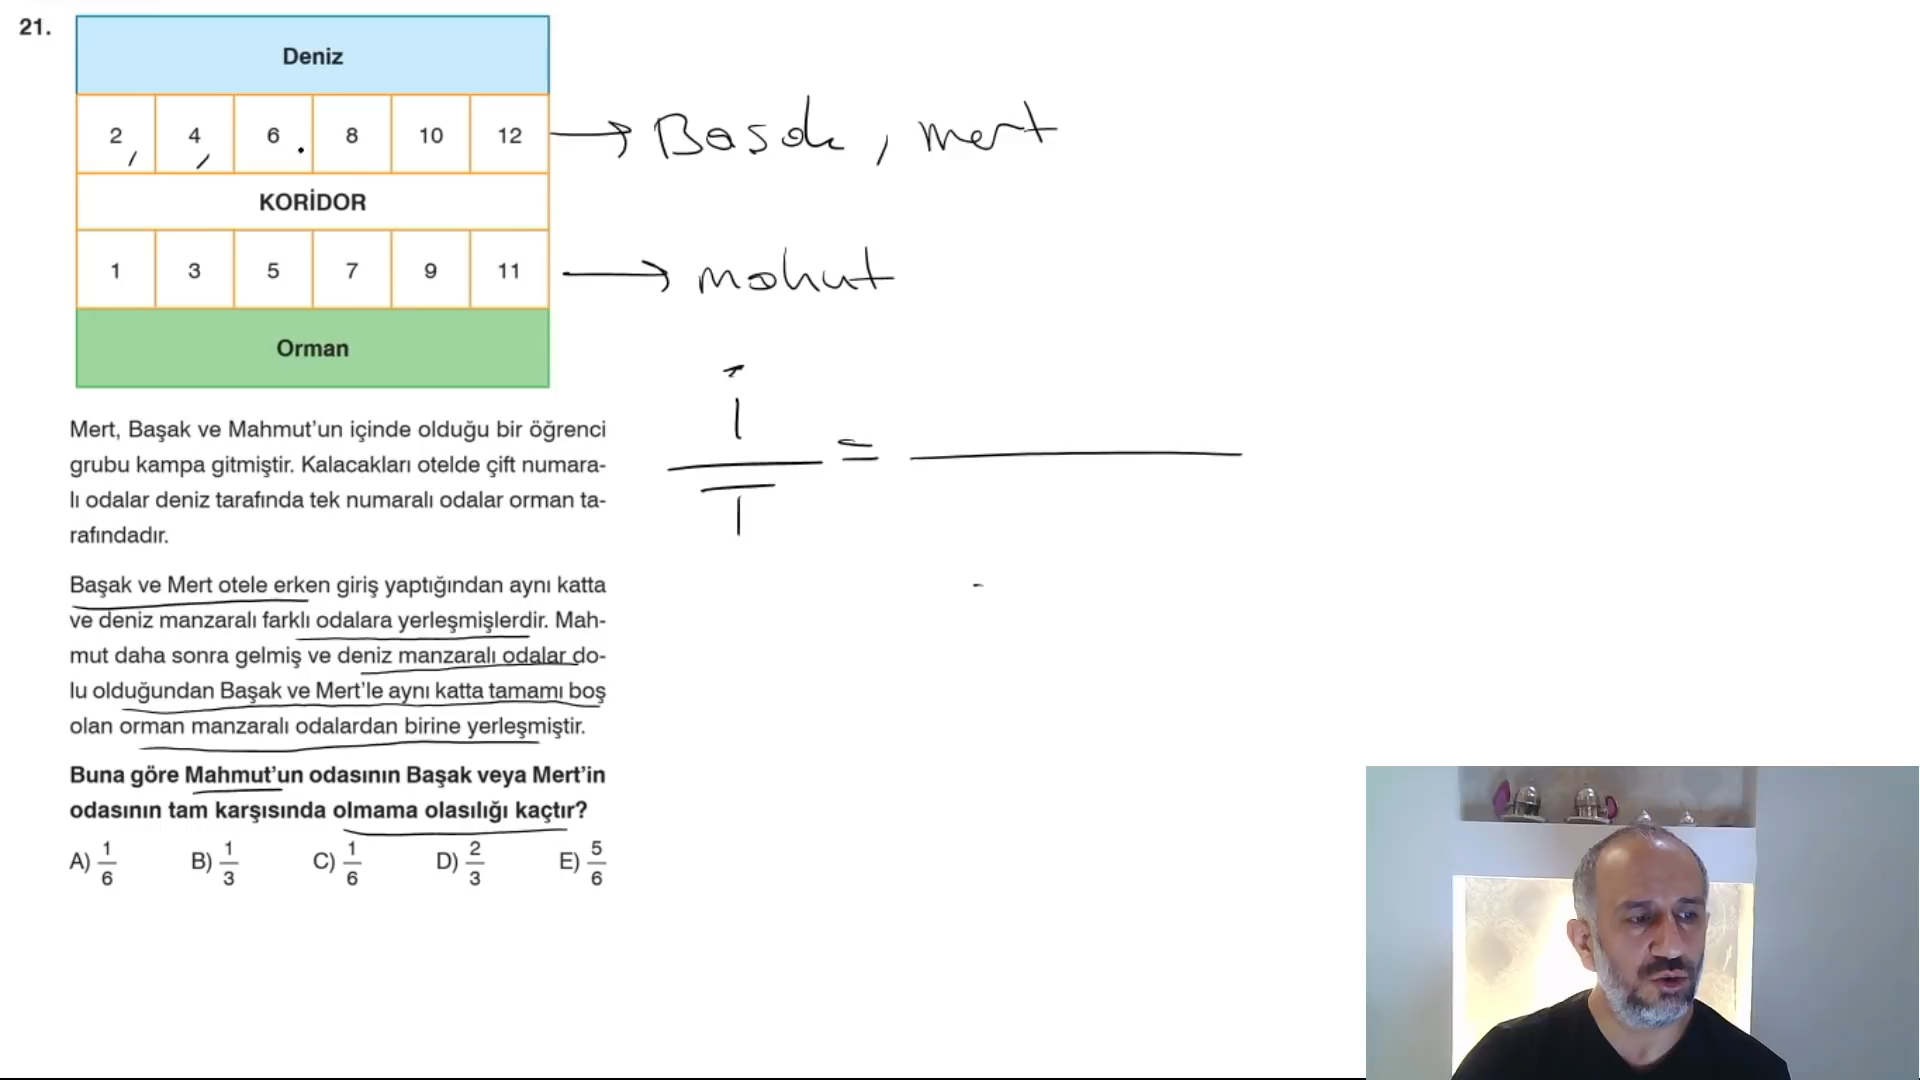 21.
Deniz
2, 4, 6. 8 10 12 → Basak, mert
KORİDOR
1 3 5 7 9 11 → mahut
Orman
İ
T
=
Mert, Başak ve Mahmut'un içinde olduğu bir öğrenci
grubu kampa gitmiştir. Kalacakları otelde çift numara-
lı odalar deniz tarafında tek numaralı odalar orman ta-
rafındadır.
Başak ve Mert otele erken giriş yaptığından aynı katta
ve deniz manzaralı farklı odalara yerleşmişlerdir. Mah-
mut daha sonra gelmiş ve deniz manzaralı odalar do-
lu olduğundan Başak ve Mert'le aynı katta tamamı boş
olan orman manzaralı odalardan birine yerleşmiştir.
Buna göre Mahmut'un odasının Başak veya Mert'in
odasının tam karşısında olmama olasılığı kaçtır?
A) 1/6 B) 1/3 C) 1/6 D) 2/3 E) 5/6